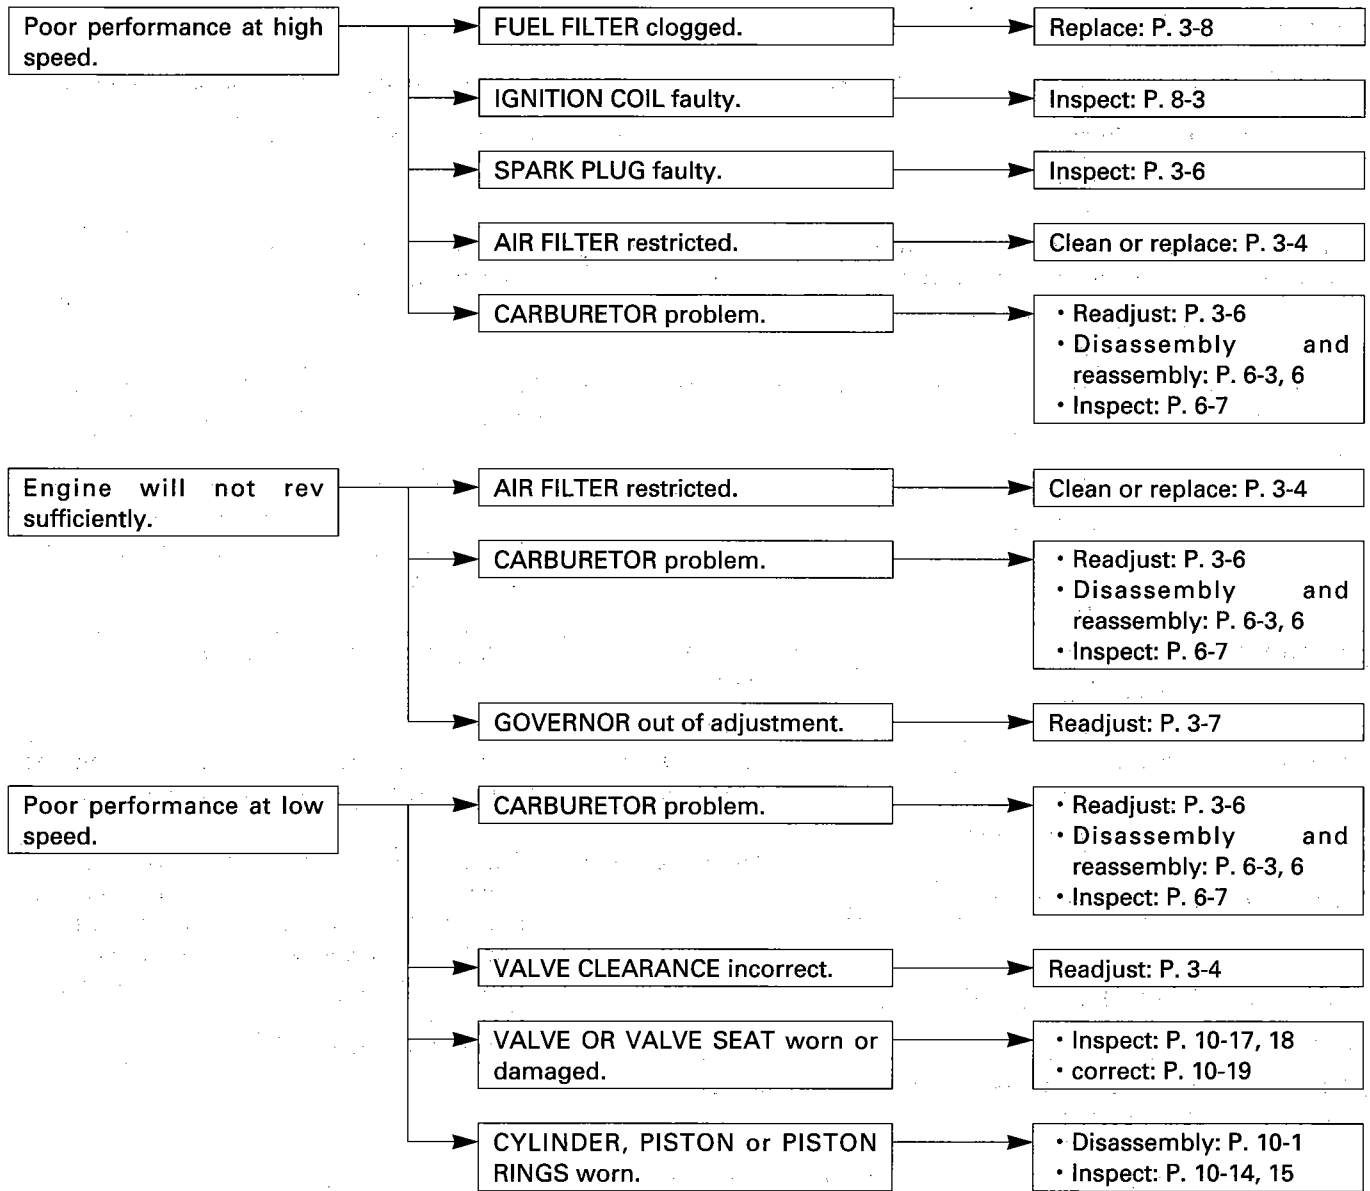 Poor performance at high
speed.
FUEL FILTER clogged.
Replace: P. 3-8
IGNITION COIL faulty.
Inspect: P. 8-3
SPARK PLUG faulty.
Inspect: P. 3-6
AIR FILTER restricted.
Clean or replace: P. 3-4
CARBURETOR problem.
• Readjust: P. 3-6
• Disassembly and
reassembly: P. 6-3, 6
• Inspect: P. 6-7
Engine will not rev
sufficiently.
AIR FILTER restricted.
Clean or replace: P. 3-4
CARBURETOR problem.
• Readjust: P. 3-6
• Disassembly and
reassembly: P. 6-3, 6
• Inspect: P. 6-7
GOVERNOR out of adjustment.
Readjust: P. 3-7
Poor performance at low
speed.
CARBURETOR problem.
• Readjust: P. 3-6
• Disassembly and
reassembly: P. 6-3, 6
• Inspect: P. 6-7
VALVE CLEARANCE incorrect.
Readjust: P. 3-4
VALVE OR VALVE SEAT worn or
damaged.
• Inspect: P. 10-17, 18
• correct: P. 10-19
CYLINDER, PISTON or PISTON
RINGS worn.
• Disassembly: P. 10-1
• Inspect: P. 10-14, 15